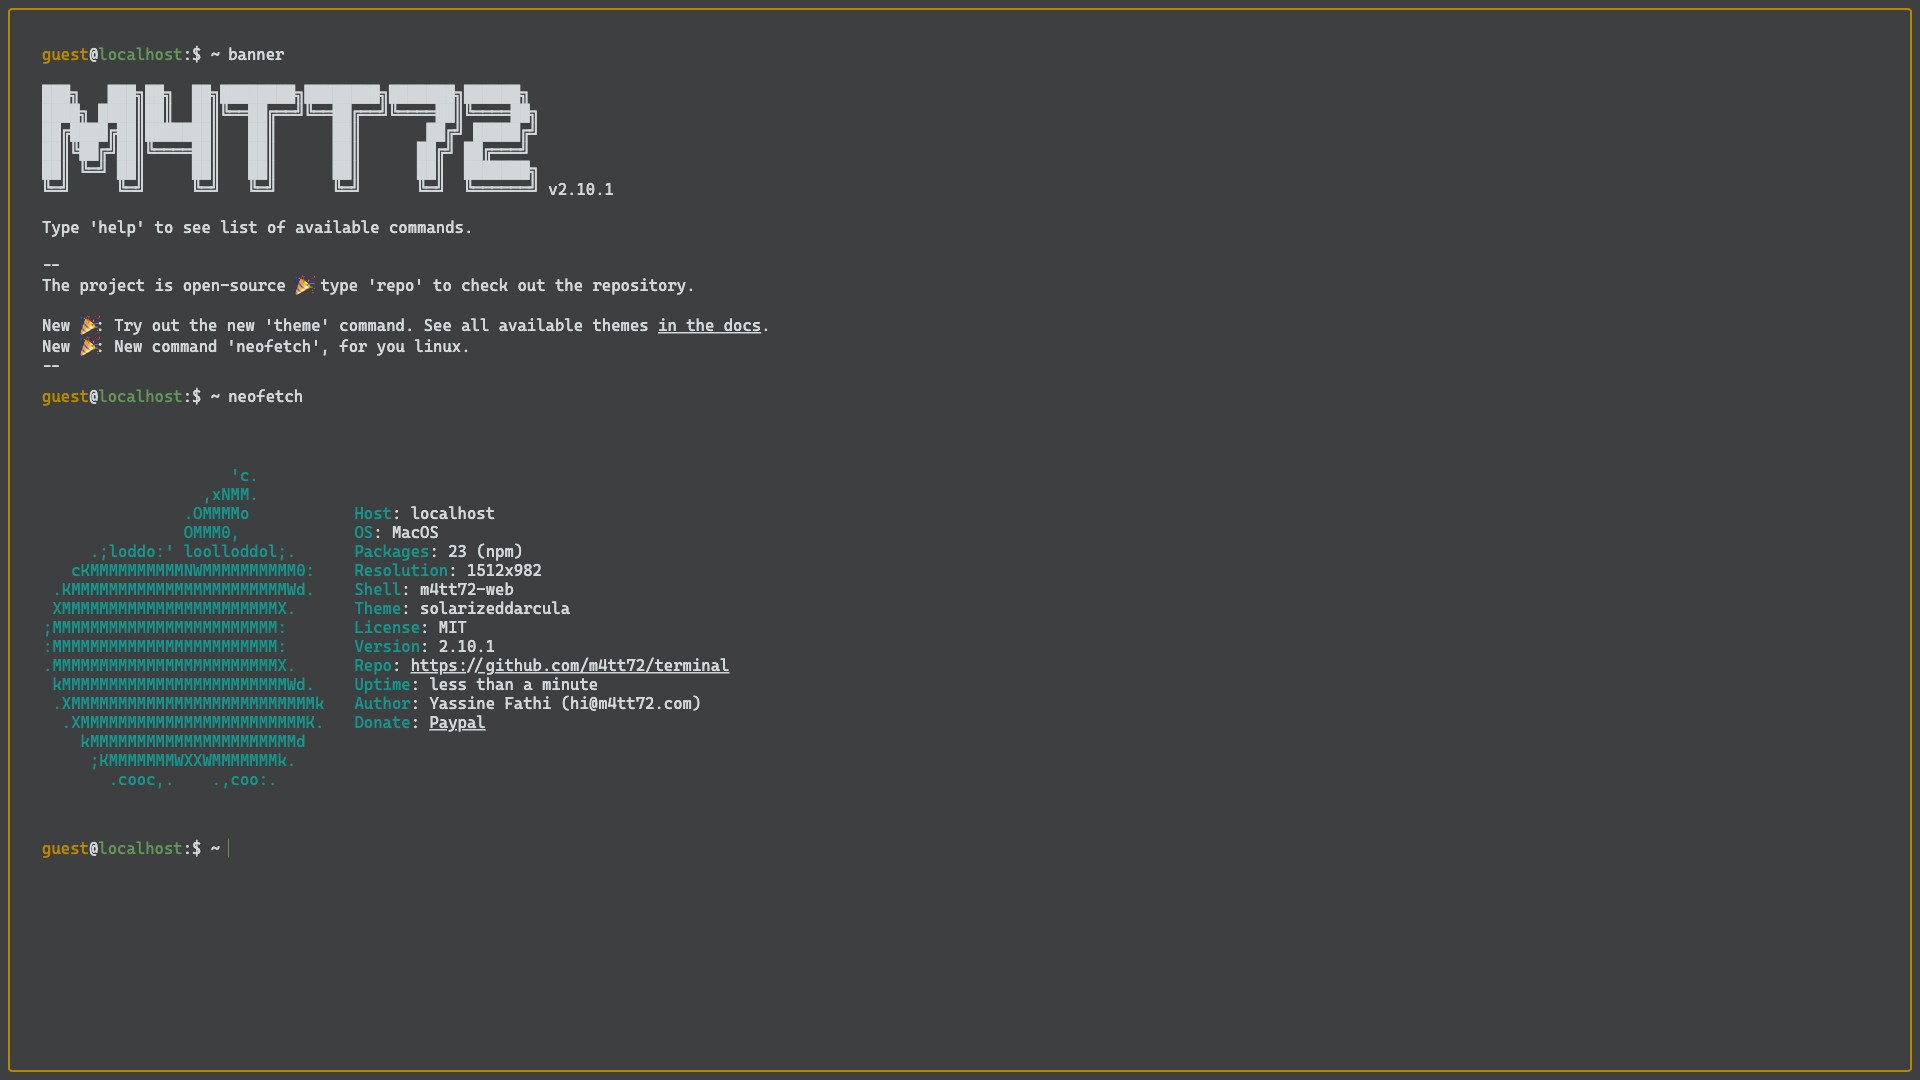 guest@localhost:$ ~ banner
M4TT72 v2.10.1
Type 'help' to see list of available commands.
--
The project is open-source 🎉 type 'repo' to check out the repository.
New 🎉: Try out the new 'theme' command. See all available themes in the docs.
New 🎉: New command 'neofetch', for you linux.
--
guest@localhost:$ ~ neofetch
'c.
,xNMM.
.OMMMMo Host: localhost
OMMM0, OS: MacOS
.;loddo:' loolloddol;. Packages: 23 (npm)
cKMMMMMMMMMMNWMMMMMMMMMM0: Resolution: 1512x982
.KMMMMMMMMMMMMMMMMMMMMMMMWd. Shell: m4tt72-web
XMMMMMMMMMMMMMMMMMMMMMMMX. Theme: solarizeddarcula
;MMMMMMMMMMMMMMMMMMMMMMMM: License: MIT
:MMMMMMMMMMMMMMMMMMMMMMMM: Version: 2.10.1
.MMMMMMMMMMMMMMMMMMMMMMMMX. Repo: https://github.com/m4tt72/terminal
kMMMMMMMMMMMMMMMMMMMMMMMMWd. Uptime: less than a minute
.XMMMMMMMMMMMMMMMMMMMMMMMMMMk Author: Yassine Fathi (hi@m4tt72.com)
.XMMMMMMMMMMMMMMMMMMMMMMMMK. Donate: Paypal
kMMMMMMMMMMMMMMMMMMMMMMd
;KMMMMMMMWXXWMMMMMMMk.
.cooc,. .,coo:.
guest@localhost:$ ~